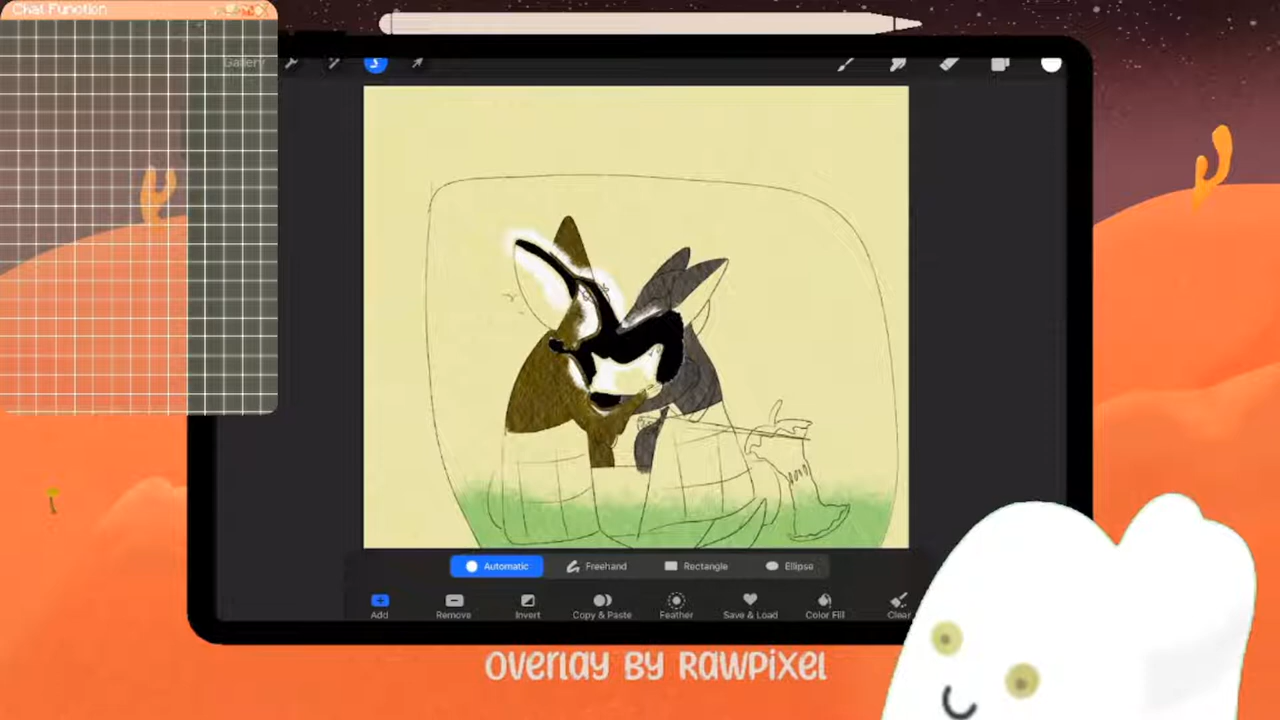 Chat Function
Gallery
Automatic
Freehand
Rectangle
Ellipse
Add
Remove
Invert
Copy & Paste
Feather
Save & Load
Color Fill
Clear
Overlay by Rawpixel